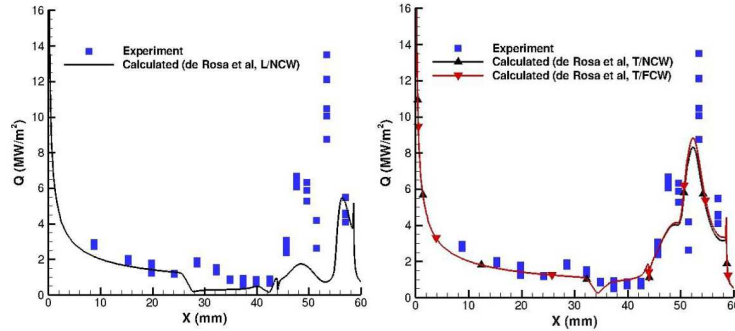 16
14
12
10
8
6
4
2
0
Q (MW/m²)
Experiment
Calculated (de Rosa et al, L/NCW)
0 10 20 30 40 50 60
X (mm)
16
14
12
10
8
6
4
2
0
Q (MW/m²)
Experiment
Calculated (de Rosa et al, T/NCW)
Calculated (de Rosa et al, T/FCW)
0 10 20 30 40 50 60
X (mm)